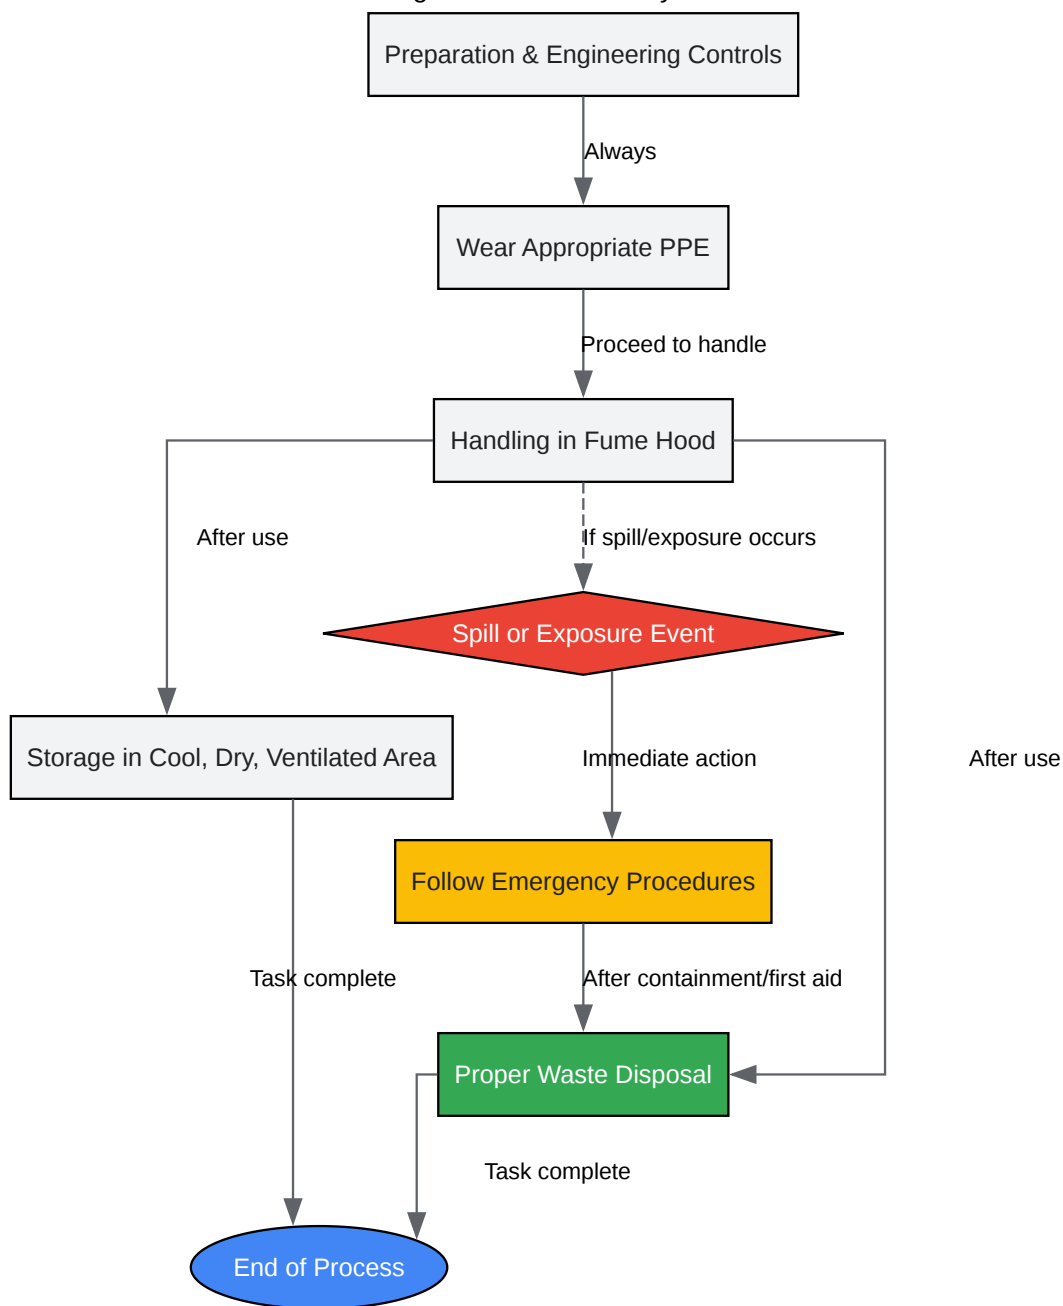 Preparation & Engineering Controls
Always
Wear Appropriate PPE
Proceed to handle
Handling in Fume Hood
After use
If spill/exposure occurs
Spill or Exposure Event
Storage in Cool, Dry, Ventilated Area
Immediate action
After use
Follow Emergency Procedures
Task complete
After containment/first aid
Proper Waste Disposal
Task complete
End of Process